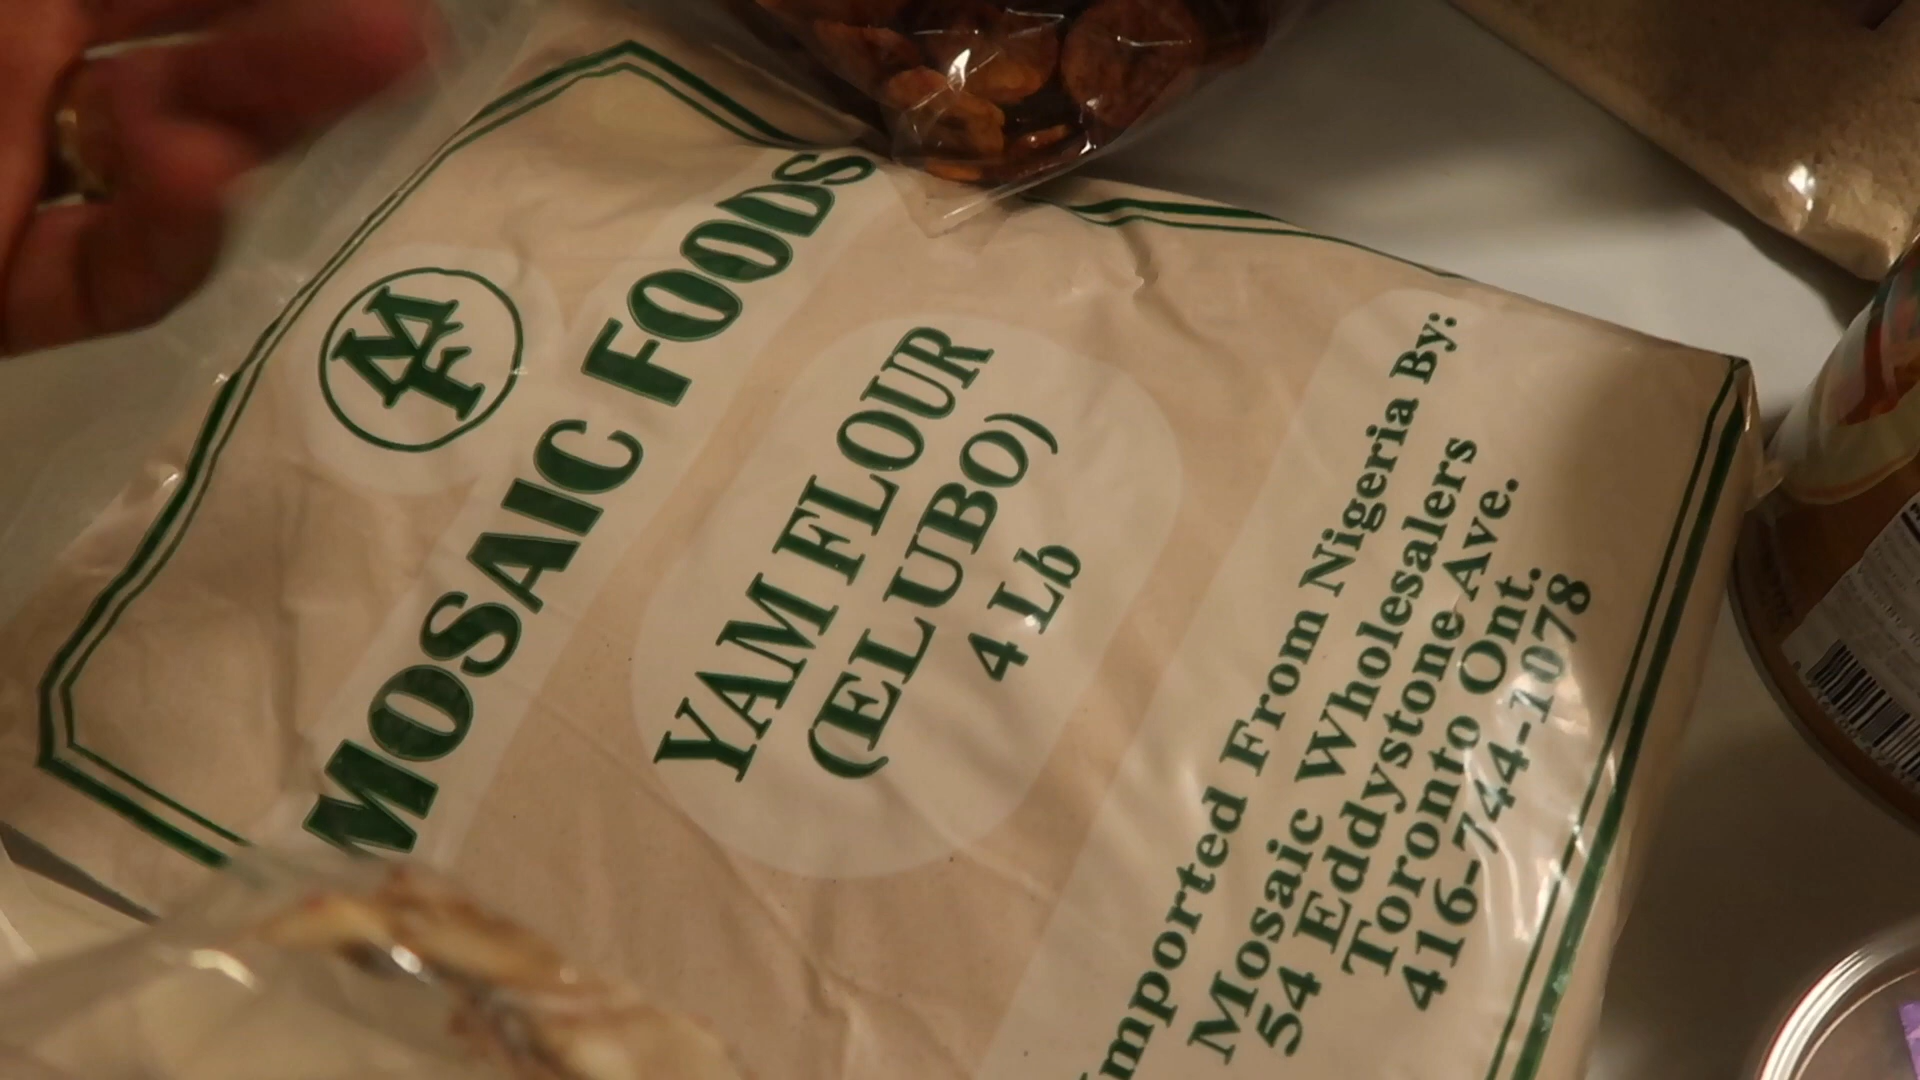 MF
MOSAIC FOODS
YAM FLOUR
(ELUBO)
4 Lb
Imported From Nigeria By:
Mosaic Wholesalers
54 Eddystone Ave.
Toronto Ont.
416-744-1078